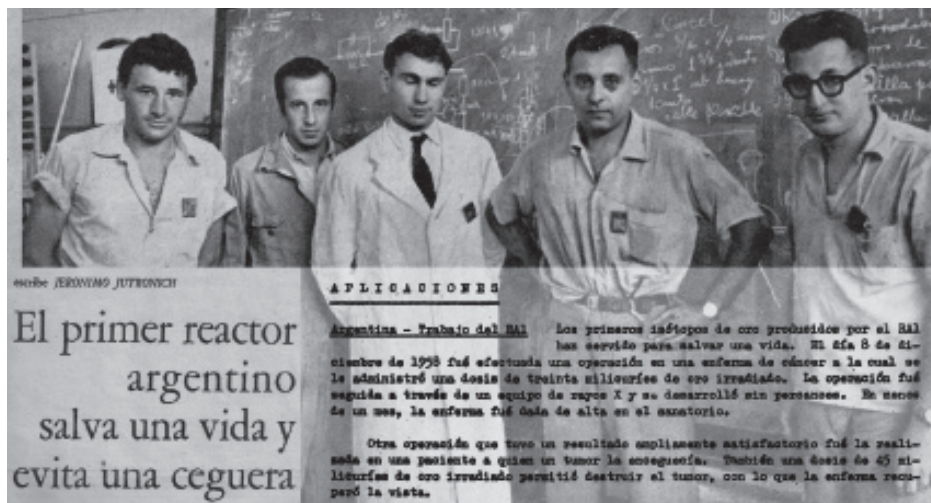 escribe JERONIMO JUTRONICH
El primer reactor
argentino
salva una vida y
evita una ceguera
APLICACIONES
Argentina - Trabajo del RA1 Los primeros isótopos de oro producidos por el RA1
han servido para salvar una vida. El día 8 de di-
ciembre de 1958 fué efectuada una operación en una enferma de cáncer a la cual se
le administró una dosis de treinta milicuríes de oro irradiado. La operación fué
seguida a través de un equipo de rayos X y se desarrolló sin percances. En menos
de un mes, la enferma fué dada de alta en el sanatorio.
Otra operación que tuvo un resultado ampliamente satisfactorio fué la reali-
zada en una paciente a quien un tumor la enceguecía. También una dosis de 45 mi-
licuríes de oro irradiado permitió destruir el tumor, con lo que la enferma recu-
peró la vista.